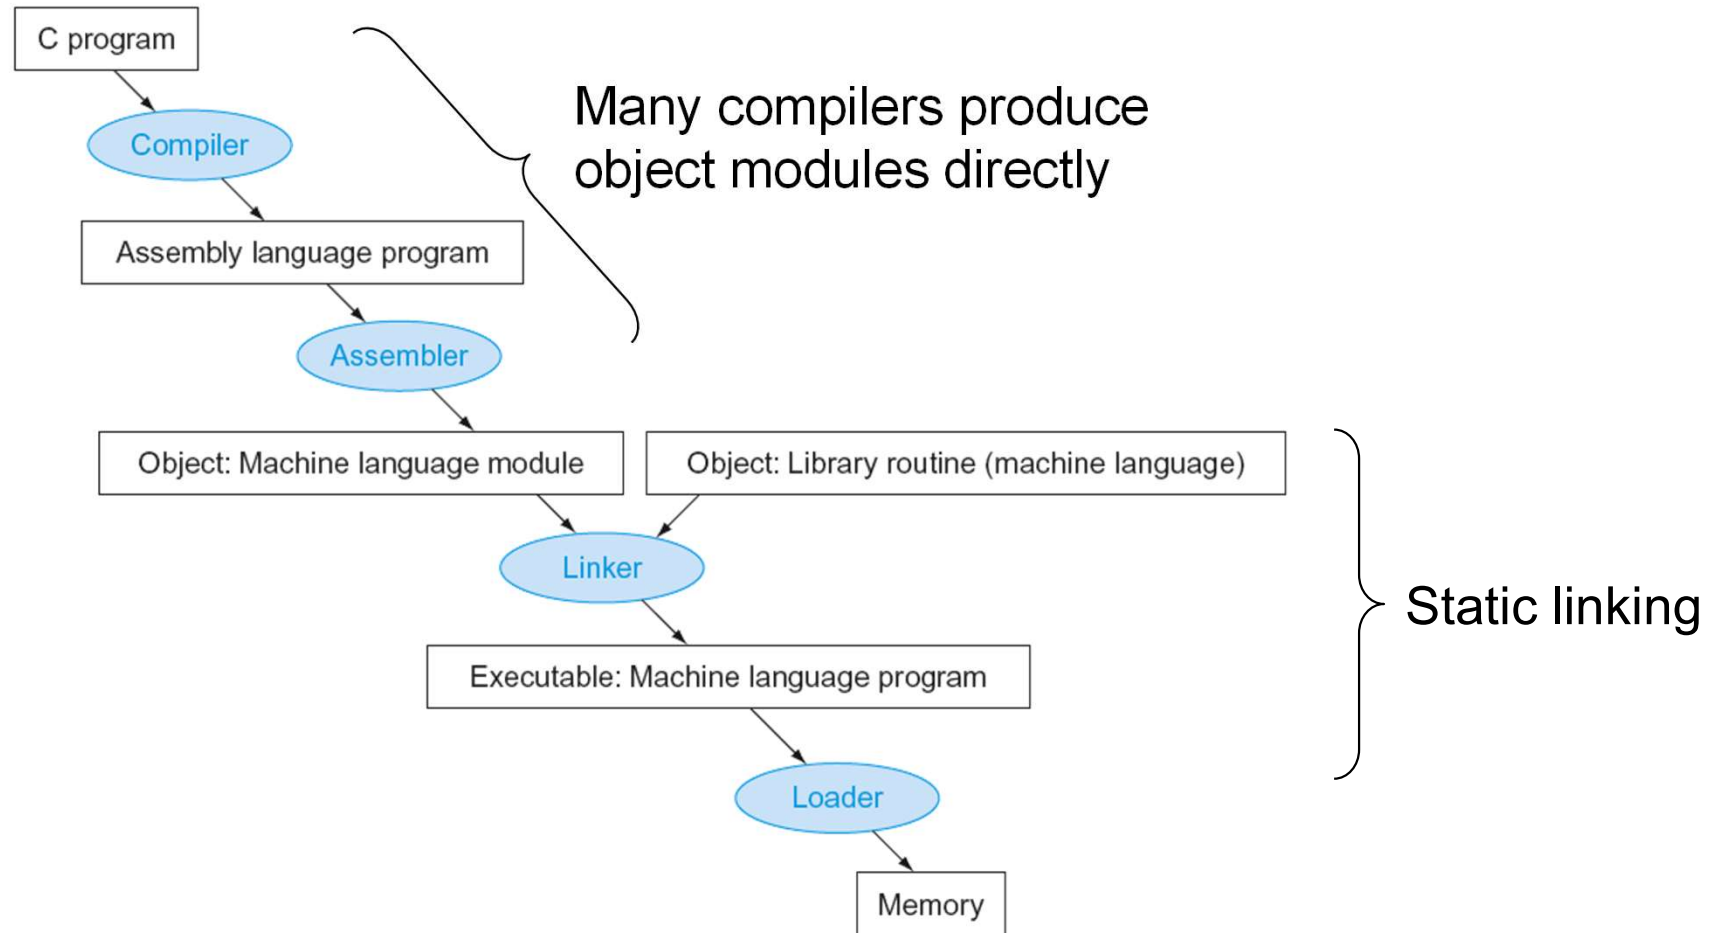 C program
Many compilers produce
object modules directly
Compiler
Assembly language program
Assembler
Object: Machine language module
Object: Library routine (machine language)
Linker
Static linking
Executable: Machine language program
Loader
Memory